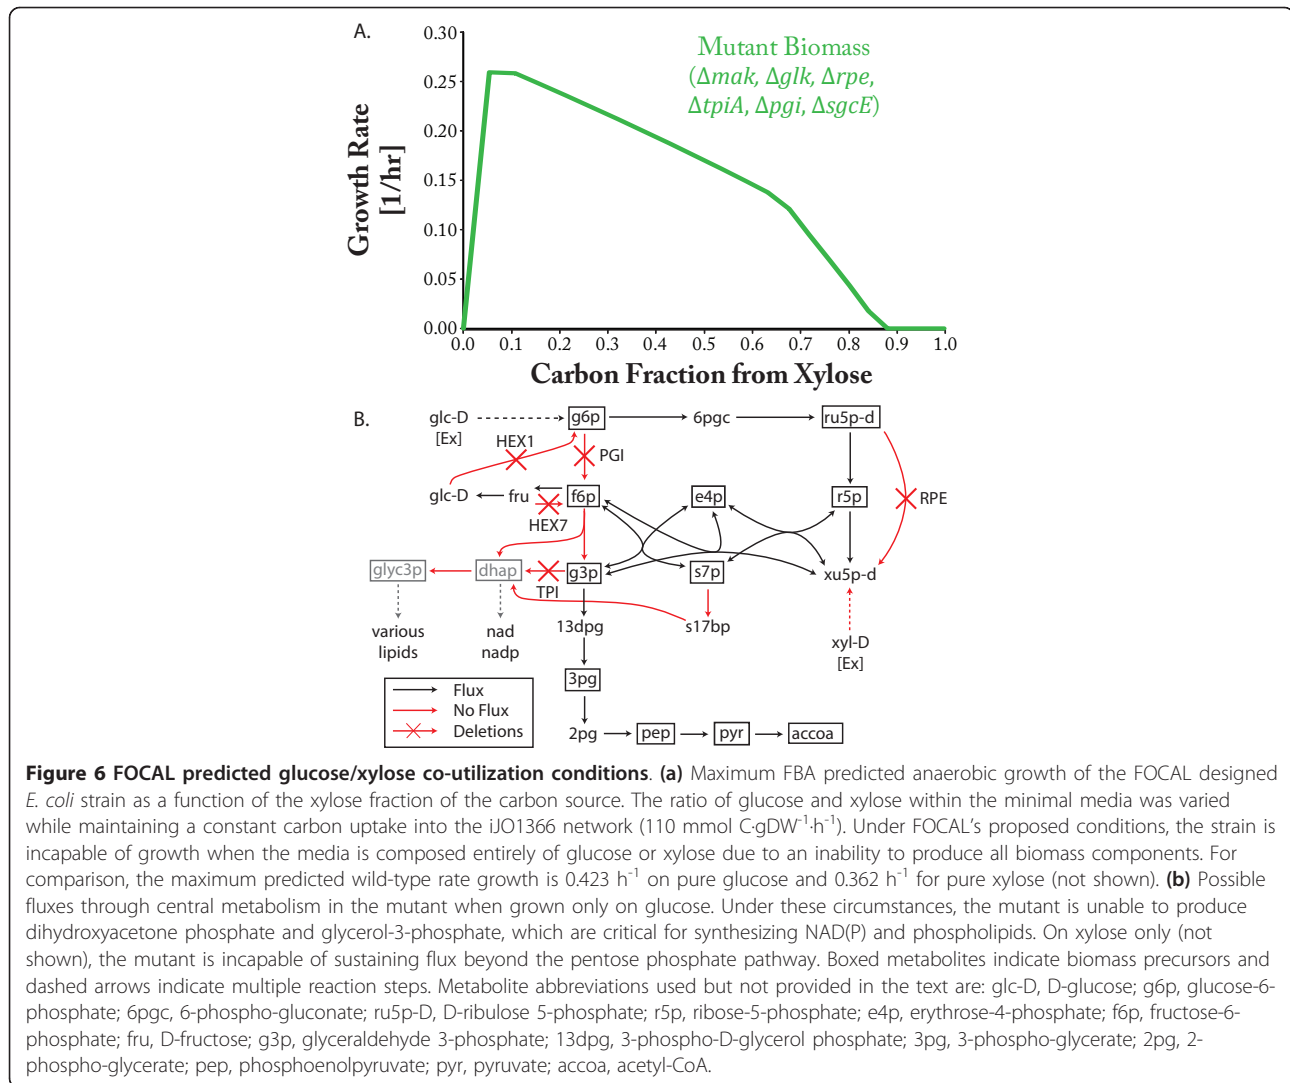 A.
0.30
0.25
0.20
0.15
0.10
0.05
0.00
Growth Rate
[1/hr]
Mutant Biomass
(Δmak, Δglk, Δrpe,
ΔtpiA, Δpgi, ΔsgcE)
0.0 0.1 0.2 0.3 0.4 0.5 0.6 0.7 0.8 0.9 1.0
Carbon Fraction from Xylose
B.
glc-D
[Ex]
g6p
6pgc
ru5p-d
HEX1
PGI
glc-D
fru
f6p
e4p
r5p
RPE
HEX7
glyc3p
dhap
g3p
s7p
xu5p-d
TPI
various
lipids
nad
nadp
13dpg
s17bp
xyl-D
[Ex]
3pg
Flux
No Flux
Deletions
2pg
pep
pyr
accoa
Figure 6 FOCAL predicted glucose/xylose co-utilization conditions. (a) Maximum FBA predicted anaerobic growth of the FOCAL designed
E. coli strain as a function of the xylose fraction of the carbon source. The ratio of glucose and xylose within the minimal media was varied
while maintaining a constant carbon uptake into the iJO1366 network (110 mmol C·gDW⁻¹·h⁻¹). Under FOCAL's proposed conditions, the strain is
incapable of growth when the media is composed entirely of glucose or xylose due to an inability to produce all biomass components. For
comparison, the maximum predicted wild-type rate growth is 0.423 h⁻¹ on pure glucose and 0.362 h⁻¹ for pure xylose (not shown). (b) Possible
fluxes through central metabolism in the mutant when grown only on glucose. Under these circumstances, the mutant is unable to produce
dihydroxyacetone phosphate and glycerol-3-phosphate, which are critical for synthesizing NAD(P) and phospholipids. On xylose only (not
shown), the mutant is incapable of sustaining flux beyond the pentose phosphate pathway. Boxed metabolites indicate biomass precursors and
dashed arrows indicate multiple reaction steps. Metabolite abbreviations used but not provided in the text are: glc-D, D-glucose; g6p, glucose-6-
phosphate; 6pgc, 6-phospho-gluconate; ru5p-D, D-ribulose 5-phosphate; r5p, ribose-5-phosphate; e4p, erythrose-4-phosphate; f6p, fructose-6-
phosphate; fru, D-fructose; g3p, glyceraldehyde 3-phosphate; 13dpg, 3-phospho-D-glycerol phosphate; 3pg, 3-phospho-glycerate; 2pg, 2-
phospho-glycerate; pep, phosphoenolpyruvate; pyr, pyruvate; accoa, acetyl-CoA.